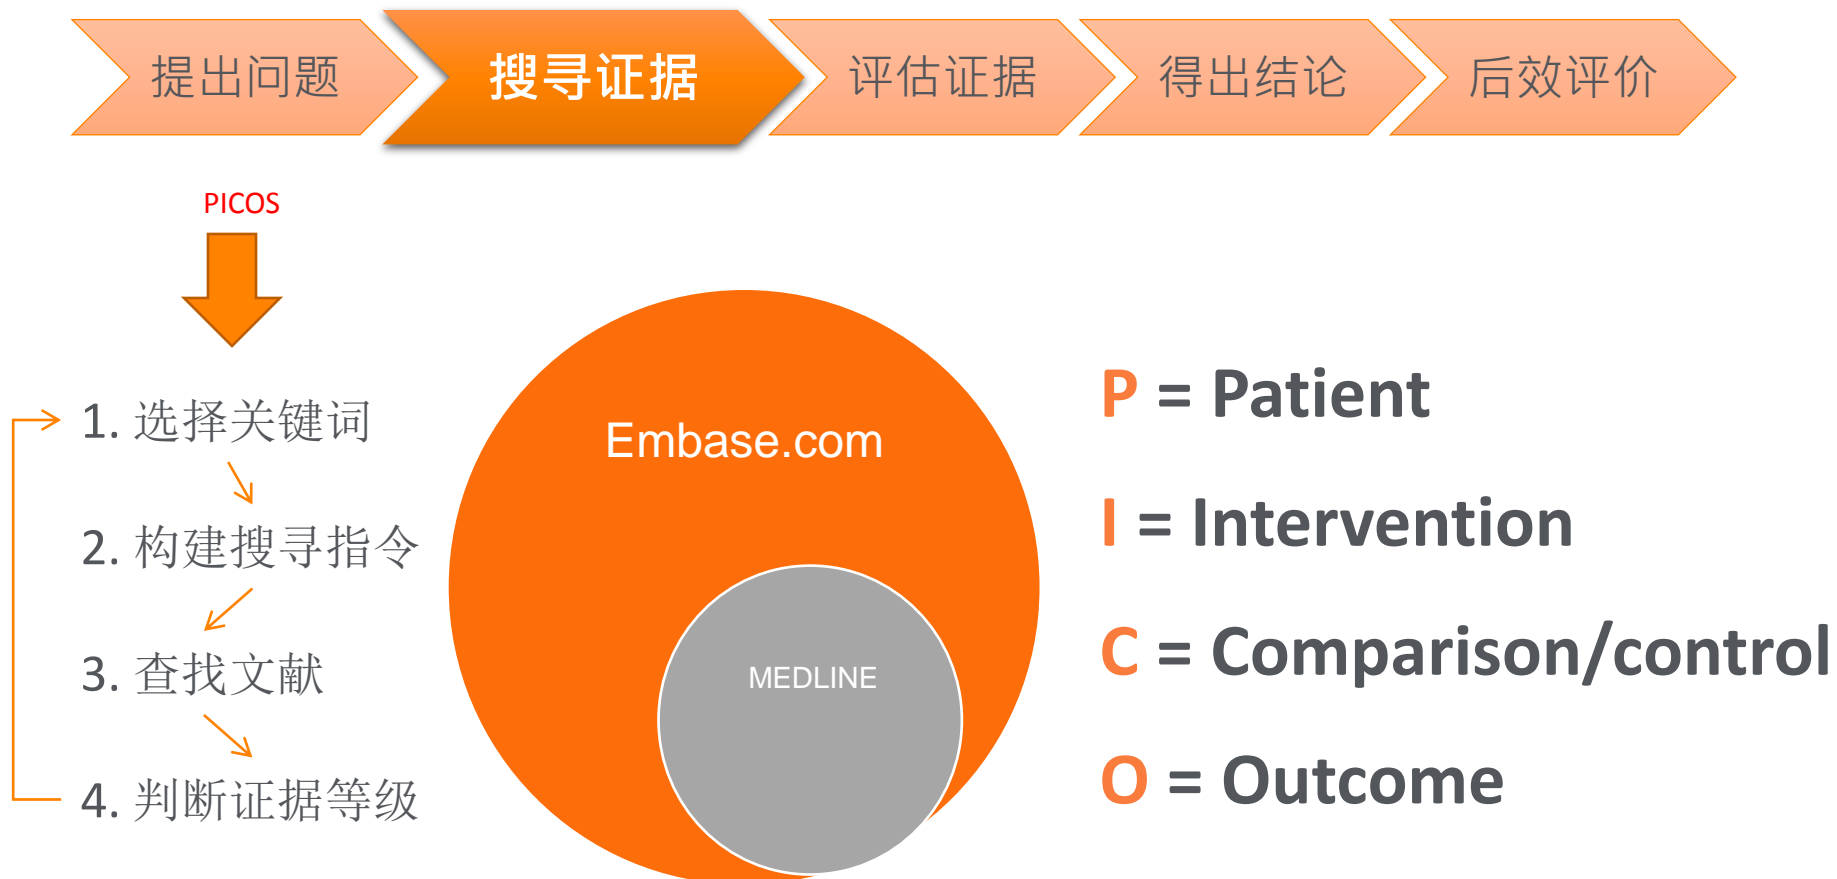 提出问题
搜寻证据
评估证据
得出结论
后效评价
PICOS
1. 选择关键词
2. 构建搜寻指令
3. 查找文献
4. 判断证据等级
Embase.com
MEDLINE
P = Patient
I = Intervention
C = Comparison/control
O = Outcome